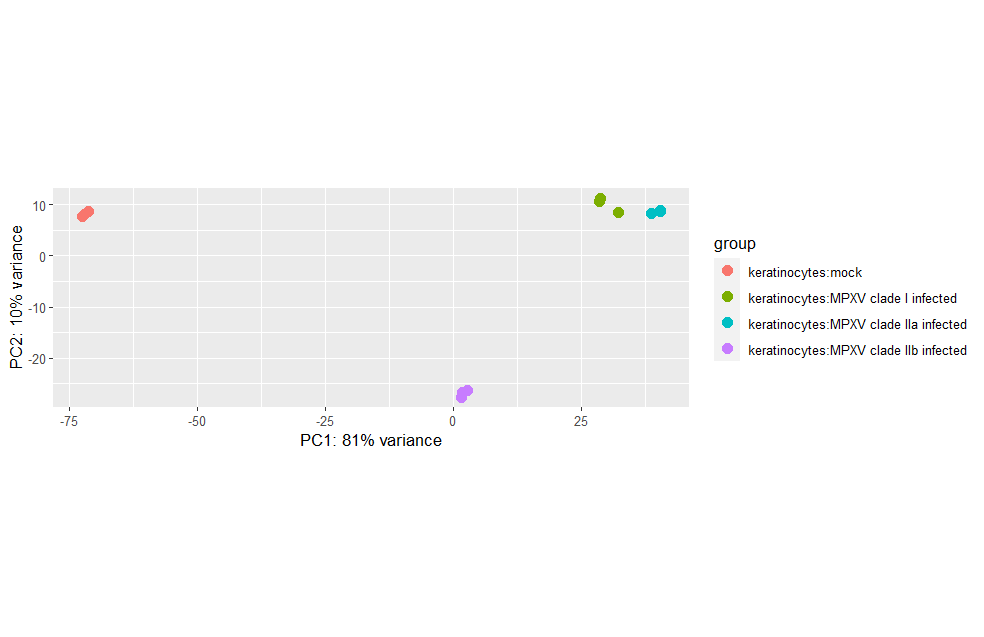 10
0
-10
-20
PC2: 10% variance
-75
-50
-25
0
25
PC1: 81% variance
group
keratinocytes:mock
keratinocytes:MPXV clade I infected
keratinocytes:MPXV clade IIa infected
keratinocytes:MPXV clade IIb infected